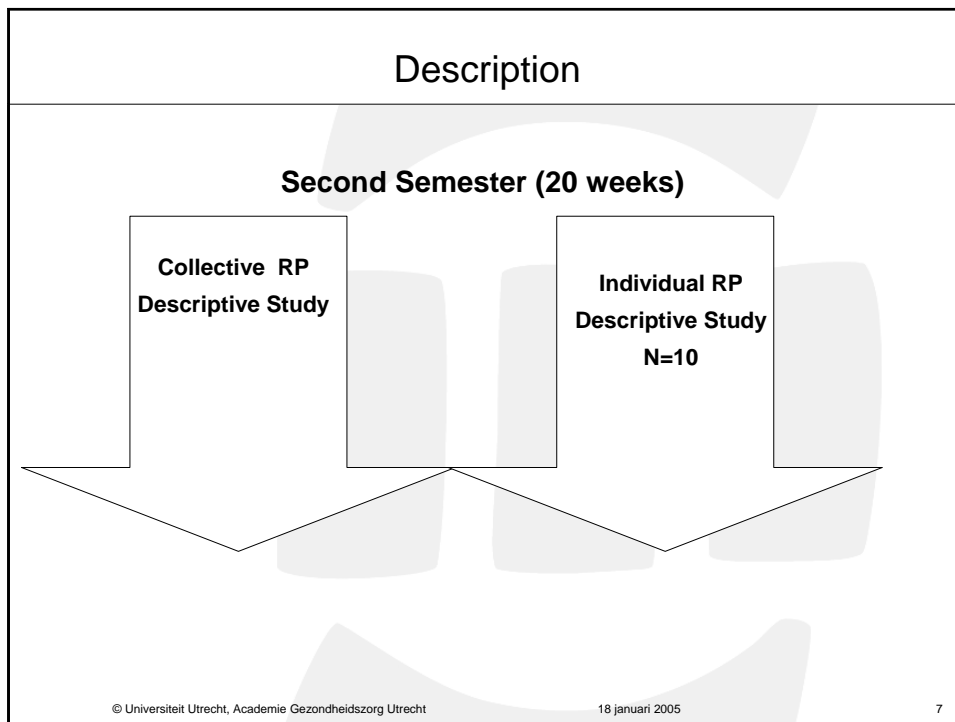 Description
Second Semester (20 weeks)
Collective RP
Descriptive Study
Individual RP
Descriptive Study
N=10
© Universiteit Utrecht, Academie Gezondheidszorg Utrecht 18 januari 2005 7